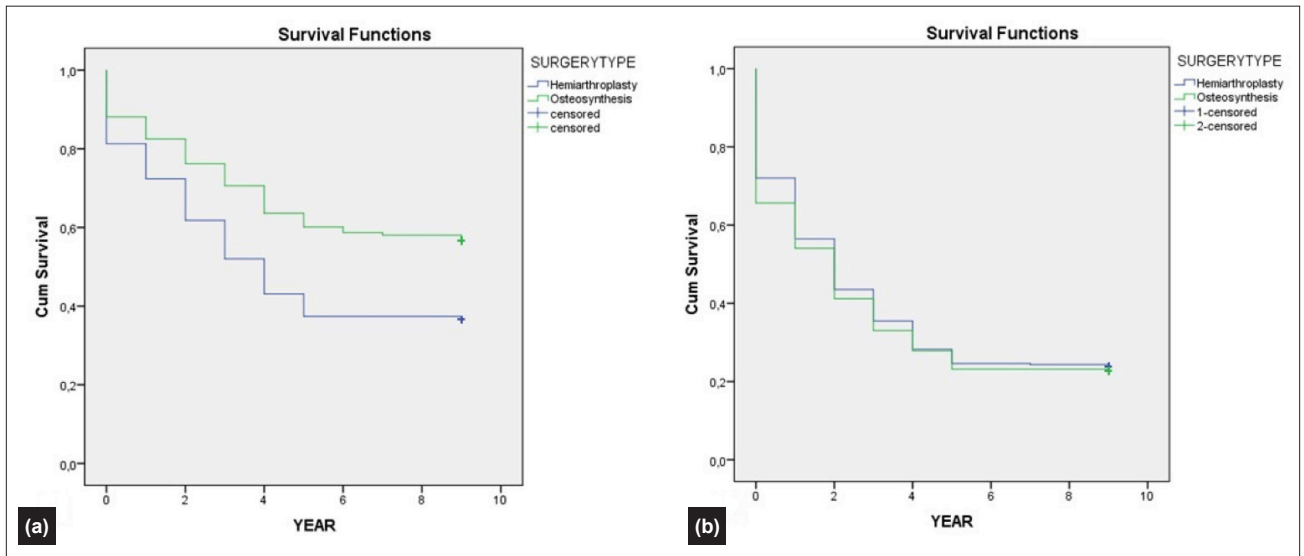 Survival Functions
SURGERYTYPE
Hemiarthroplasty
Osteosynthesis
censored
censored
1,0
0,8
0,6
0,4
0,2
0,0
Cum Survival
0 2 4 6 8 10
YEAR
(a)
Survival Functions
SURGERYTYPE
Hemiarthroplasty
Osteosynthesis
1-censored
2-censored
1,0
0,8
0,6
0,4
0,2
0,0
Cum Survival
0 2 4 6 8 10
YEAR
(b)